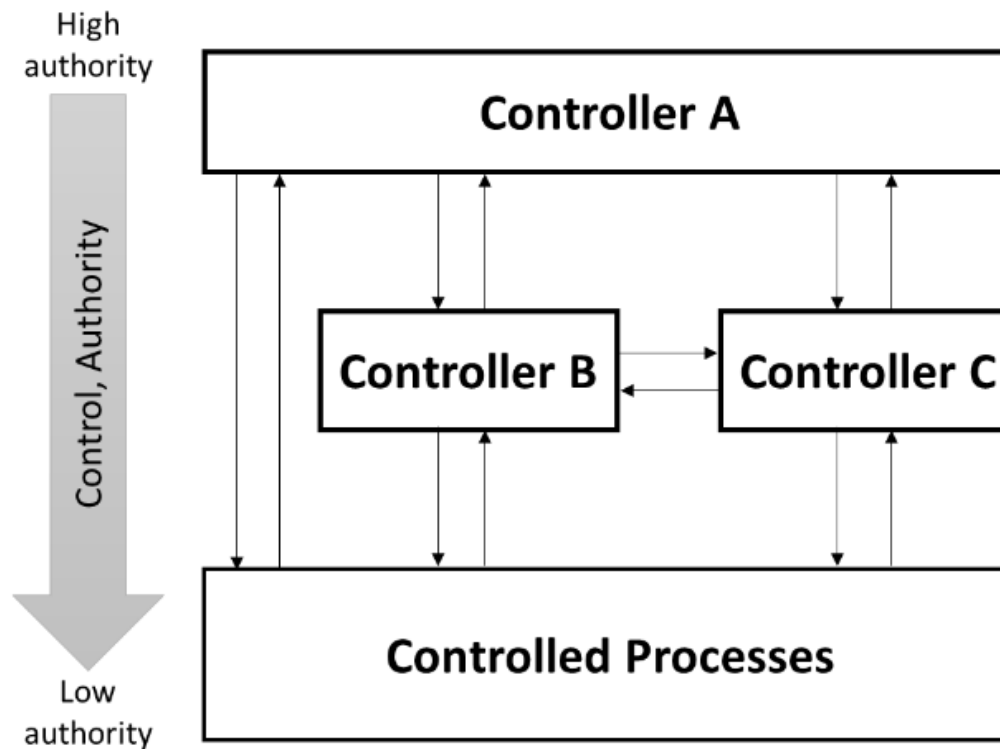 High
authority
Controller A
Control, Authority
Controller B
Controller C
Controlled Processes
Low
authority